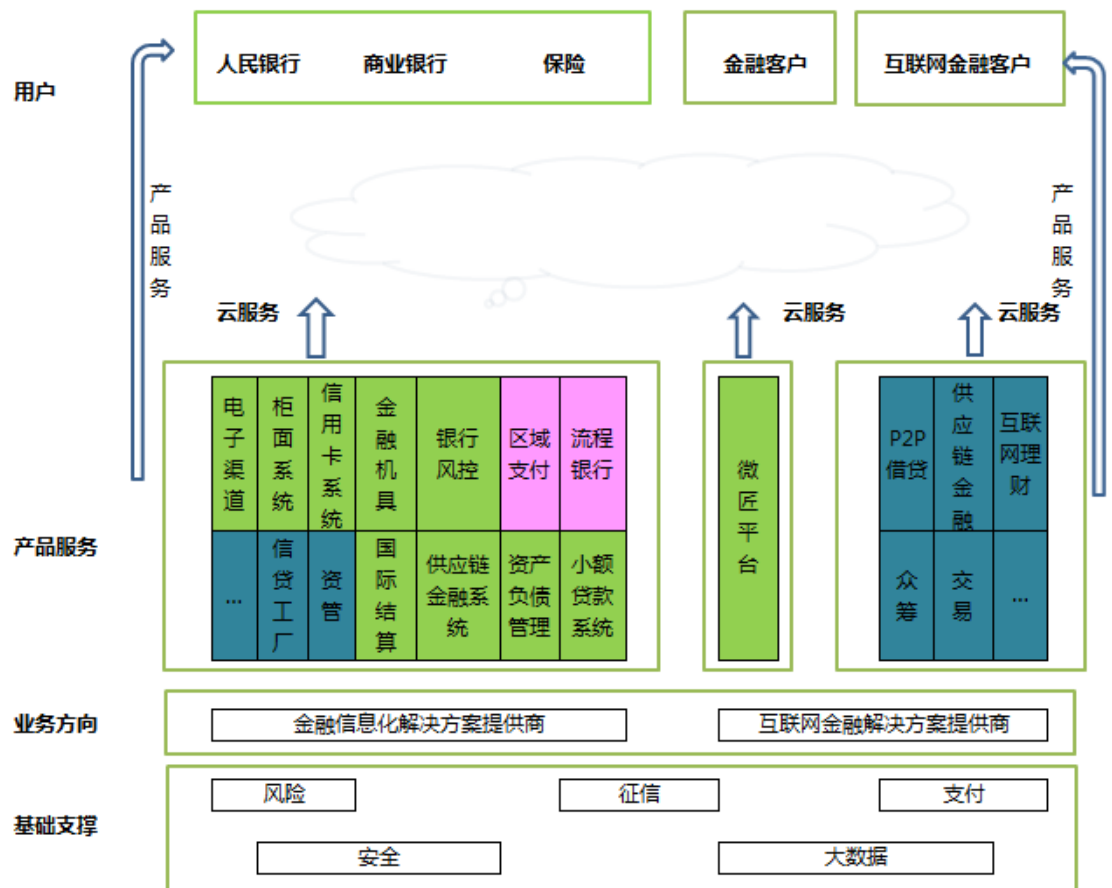 用户
人民银行
商业银行
保险
金融客户
互联网金融客户
产
品
服
务
产
品
服
务
云服务
云服务
云服务
产品服务
电
子
渠
道
柜
面
系
统
信
用
卡
系
统
金
融
机
具
银行
风控
区域
支付
流程
银行
...
信
贷
工
厂
资
管
国
际
结
算
供应链
金融系
统
资产
负债
管理
小额
贷款
系统
微
匠
平
台
P2P
借贷
供
应
链
金
融
互联
网理
财
众
筹
交
易
...
业务方向
金融信息化解决方案提供商
互联网金融解决方案提供商
基础支撑
风险
征信
支付
安全
大数据